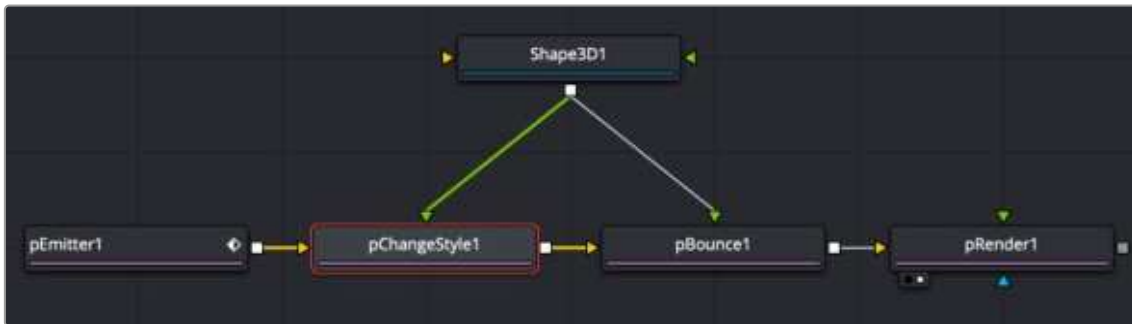 Shape3D1
pEmitter1
pChangeStyle1
pBounce1
pRender1